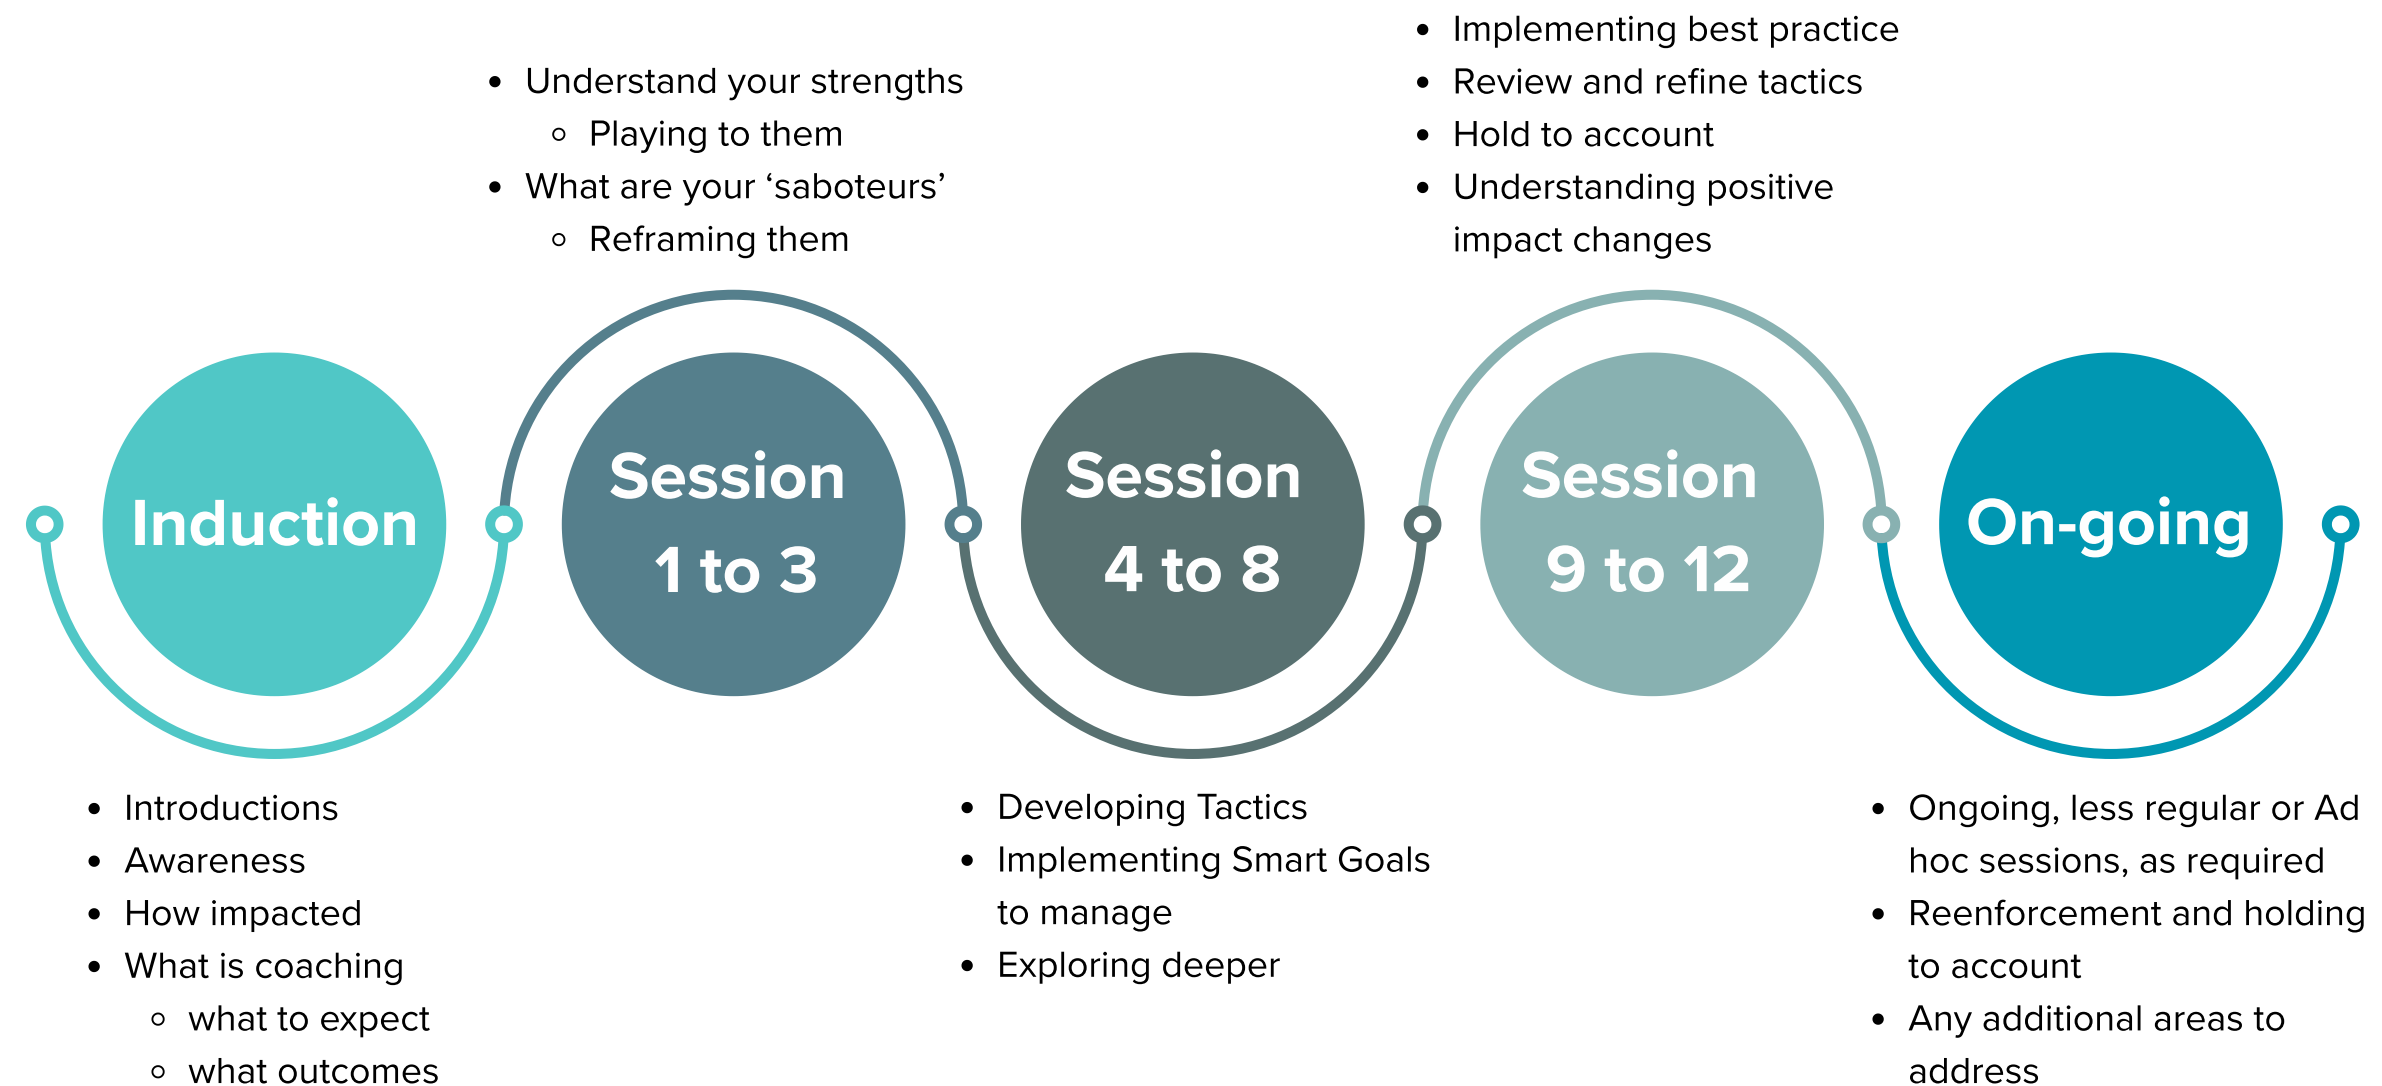 Induction
• Introductions
• Awareness
• How impacted
• What is coaching
◦ what to expect
◦ what outcomes
• Understand your strengths
◦ Playing to them
• What are your ‘saboteurs’
◦ Reframing them
Session
1 to 3
Session
4 to 8
• Developing Tactics
• Implementing Smart Goals
to manage
• Exploring deeper
• Implementing best practice
• Review and refine tactics
• Hold to account
• Understanding positive
impact changes
Session
9 to 12
On-going
• Ongoing, less regular or Ad
hoc sessions, as required
• Reenforcement and holding
to account
• Any additional areas to
address